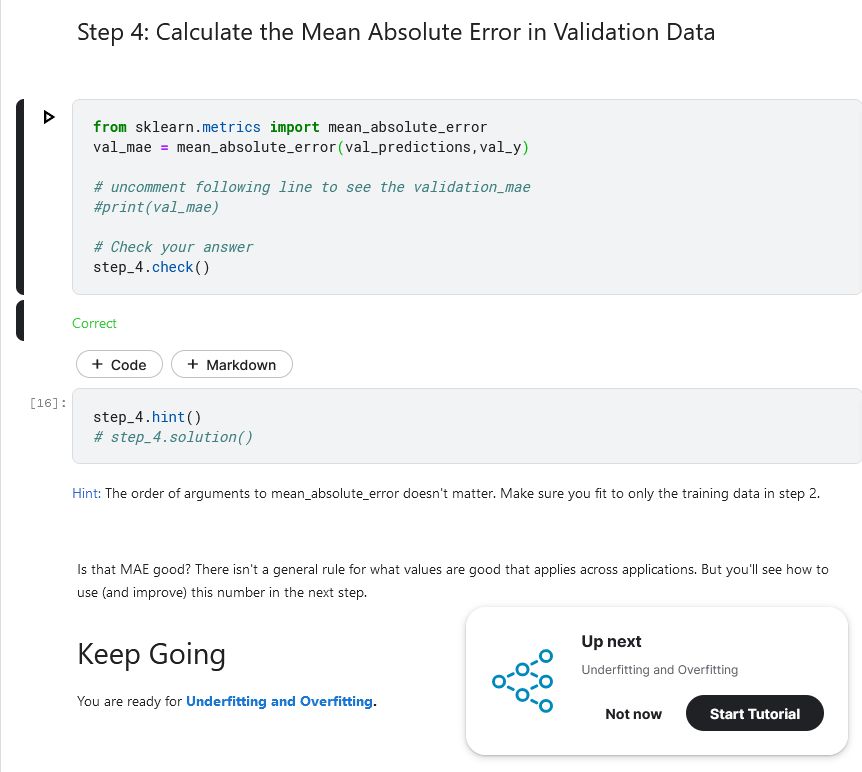 Step 4: Calculate the Mean Absolute Error in Validation Data
from sklearn.metrics import mean_absolute_error
val_mae = mean_absolute_error(val_predictions,val_y)
# uncomment following line to see the validation_mae
#print(val_mae)
# Check your answer
step_4.check()
Correct
+ Code
+ Markdown
[16]:
step_4.hint()
# step_4.solution()
Hint: The order of arguments to mean_absolute_error doesn't matter. Make sure you fit to only the training data in step 2.
Is that MAE good? There isn't a general rule for what values are good that applies across applications. But you'll see how to
use (and improve) this number in the next step.
Keep Going
You are ready for Underfitting and Overfitting.
Up next
Underfitting and Overfitting
Not now
Start Tutorial